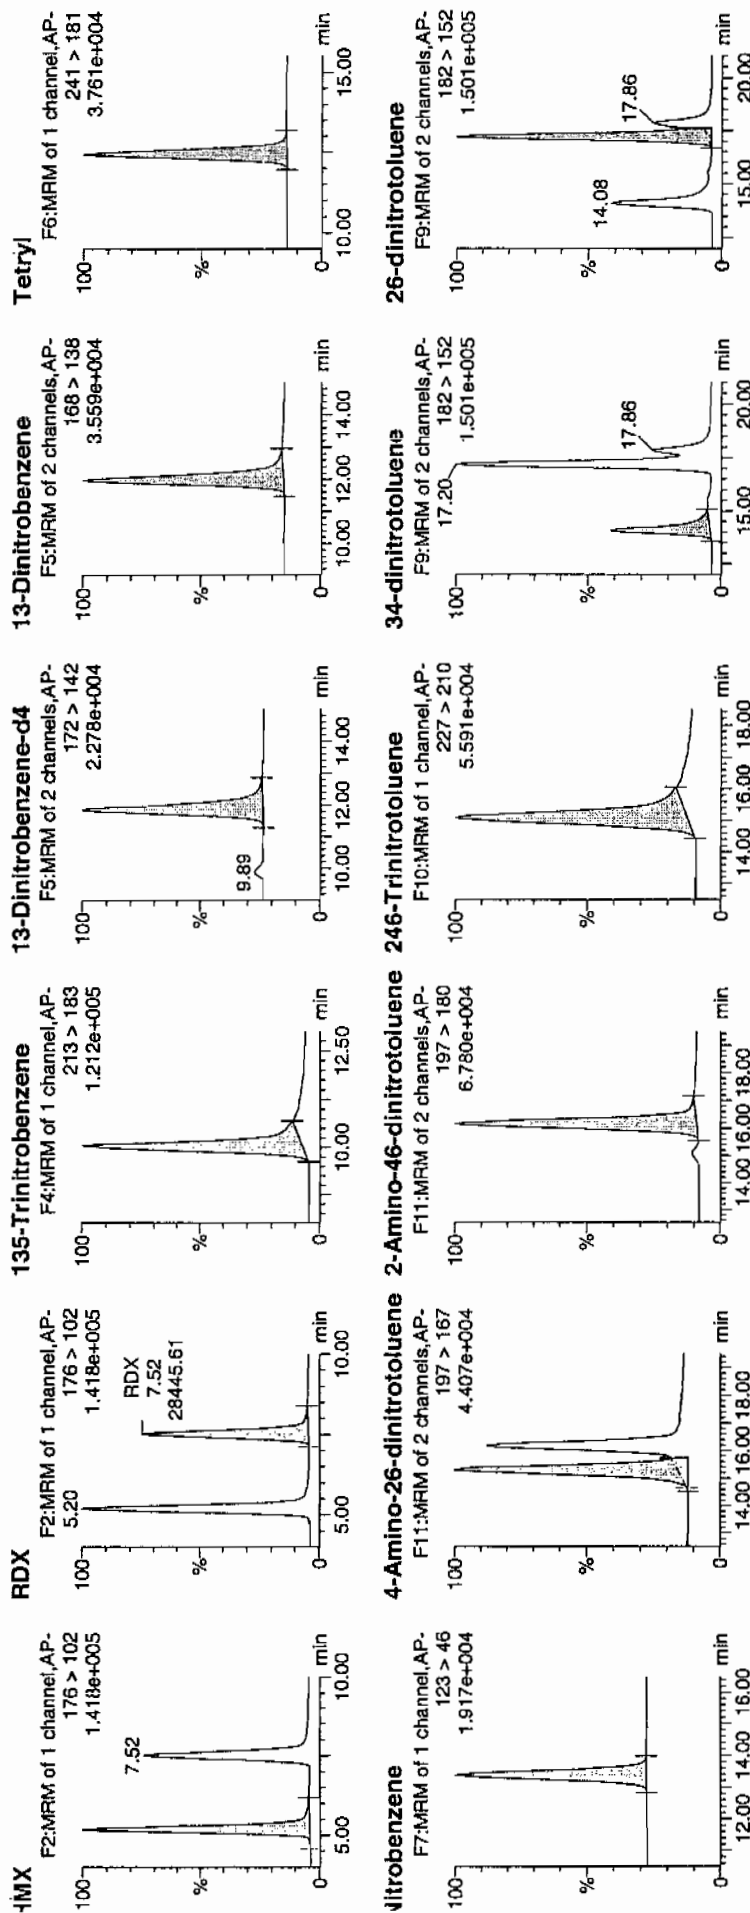 HMX
F2:MRM of 1 channel,AP-
176 > 102
1.418e+005
100
7.52
%
0
5.00 10.00
min
RDX
F2:MRM of 1 channel,AP-
176 > 102
1.418e+005
5.20
100
RDX
7.52
28445.61
%
0
5.00 10.00
min
135-Trinitrobenzene
F4:MRM of 1 channel,AP-
213 > 183
1.212e+005
100
%
0
10.00 12.50
min
13-Dinitrobenzene-d4
F5:MRM of 2 channels,AP-
172 > 142
2.278e+004
100
%
9.89
0
10.00 12.00 14.00
min
13-Dinitrobenzene
F5:MRM of 2 channels,AP-
168 > 138
3.559e+004
100
%
0
10.00 12.00 14.00
min
Tetryl
F6:MRM of 1 channel,AP-
241 > 181
3.761e+004
100
%
0
10.00 15.00
min
Nitrobenzene
F7:MRM of 1 channel,AP-
123 > 46
1.917e+004
100
%
0
12.00 14.00 16.00
min
4-Amino-26-dinitrotoluene
F11:MRM of 2 channels,AP-
197 > 167
4.407e+004
100
%
0
14.00 16.00 18.00
min
2-Amino-46-dinitrotoluene
F11:MRM of 2 channels,AP-
197 > 180
6.780e+004
100
%
0
14.00 16.00 18.00
min
246-Trinitrotoluene
F10:MRM of 1 channel,AP-
227 > 210
5.591e+004
100
%
0
14.00 16.00 18.00
min
34-dinitrotoluene
F9:MRM of 2 channels,AP-
182 > 152
1.501e+005
17.20
100
17.86
%
0
15.00 20.00
min
26-dinitrotoluene
F9:MRM of 2 channels,AP-
182 > 152
1.501e+005
100
17.86
14.08
%
0
15.00 20.00
min